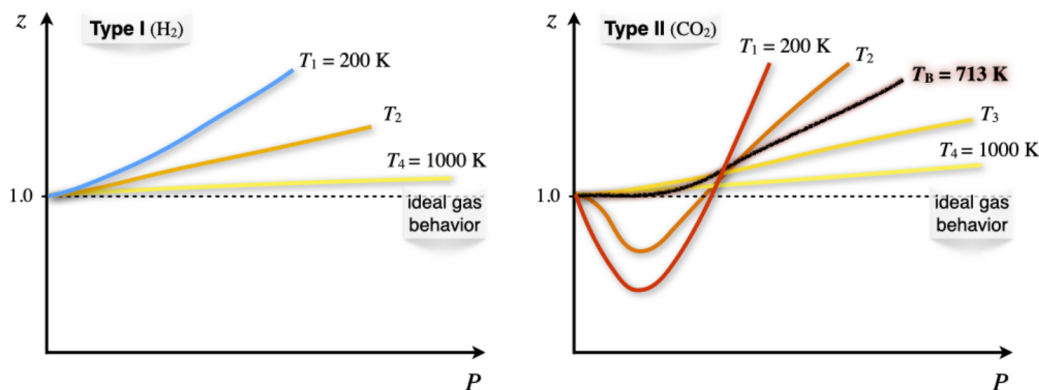 z
Type I (H₂)
T₁ = 200 K
T₂
T₄ = 1000 K
1.0
ideal gas
behavior
P
z
Type II (CO₂)
T₁ = 200 K
T₂
T_B = 713 K
T₃
T₄ = 1000 K
1.0
ideal gas
behavior
P